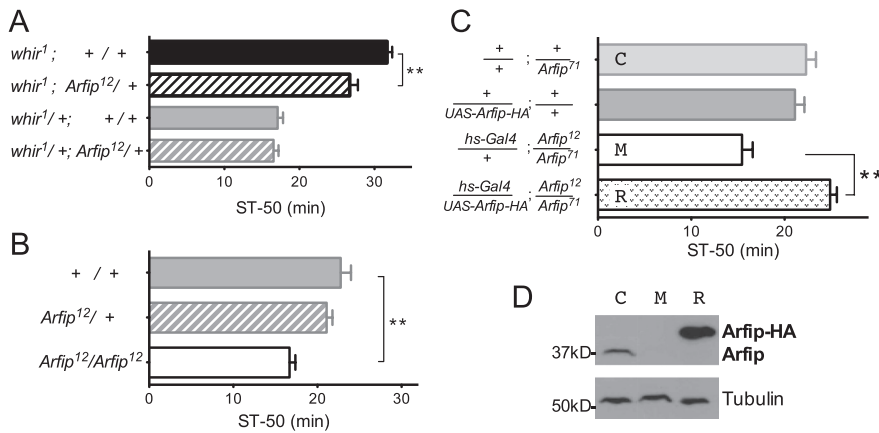 A
whir¹ ; + / +
whir¹ ; Arfip¹²/ +
whir¹/ +; + / +
whir¹/ +; Arfip¹²/ +
**
0 10 20 30
ST-50 (min)
B
+ / +
Arfip¹²/ +
Arfip¹²/Arfip¹²
**
0 10 20 30
ST-50 (min)
C
+ ; +
+ Arfip⁷¹
C
+ ; +
UAS-Arfip-HA +
hs-Gal4 ; Arfip¹²
+ Arfip⁷¹
M
hs-Gal4 ; Arfip¹²
UAS-Arfip-HA Arfip⁷¹
R
**
0 10 20
ST-50 (min)
D
C M R
Arfip-HA
37kD Arfip
50kD Tubulin